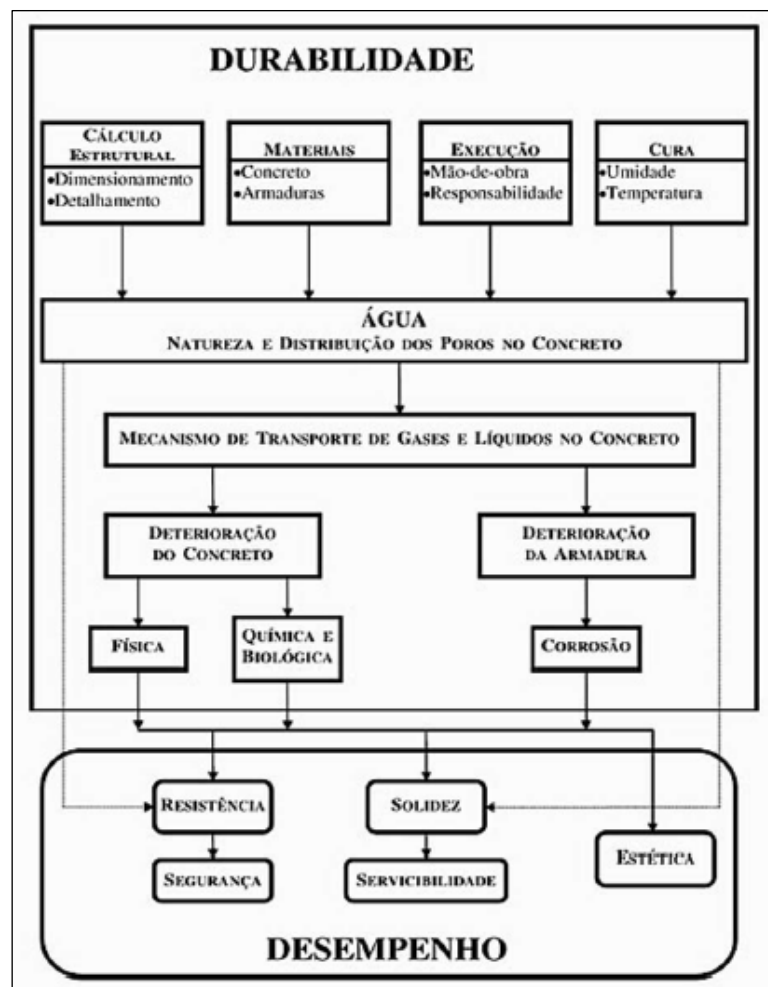 DURABILIDADE
CÁLCULO
ESTRUTURAL
•Dimensionamento
•Detalhamento
MATERIAIS
•Concreto
•Armaduras
EXECUÇÃO
•Mão-de-obra
•Responsabilidade
CURA
•Umidade
•Temperatura
ÁGUA
NATUREZA E DISTRIBUIÇÃO DOS POROS NO CONCRETO
MECANISMO DE TRANSPORTE DE GASES E LÍQUIDOS NO CONCRETO
DETERIORAÇÃO
DO CONCRETO
DETERIORAÇÃO
DA ARMADURA
FÍSICA
QUÍMICA E
BIOLÓGICA
CORROSÃO
RESISTÊNCIA
SOLIDEZ
ESTÉTICA
SEGURANÇA
SERVICIBILIDADE
DESEMPENHO